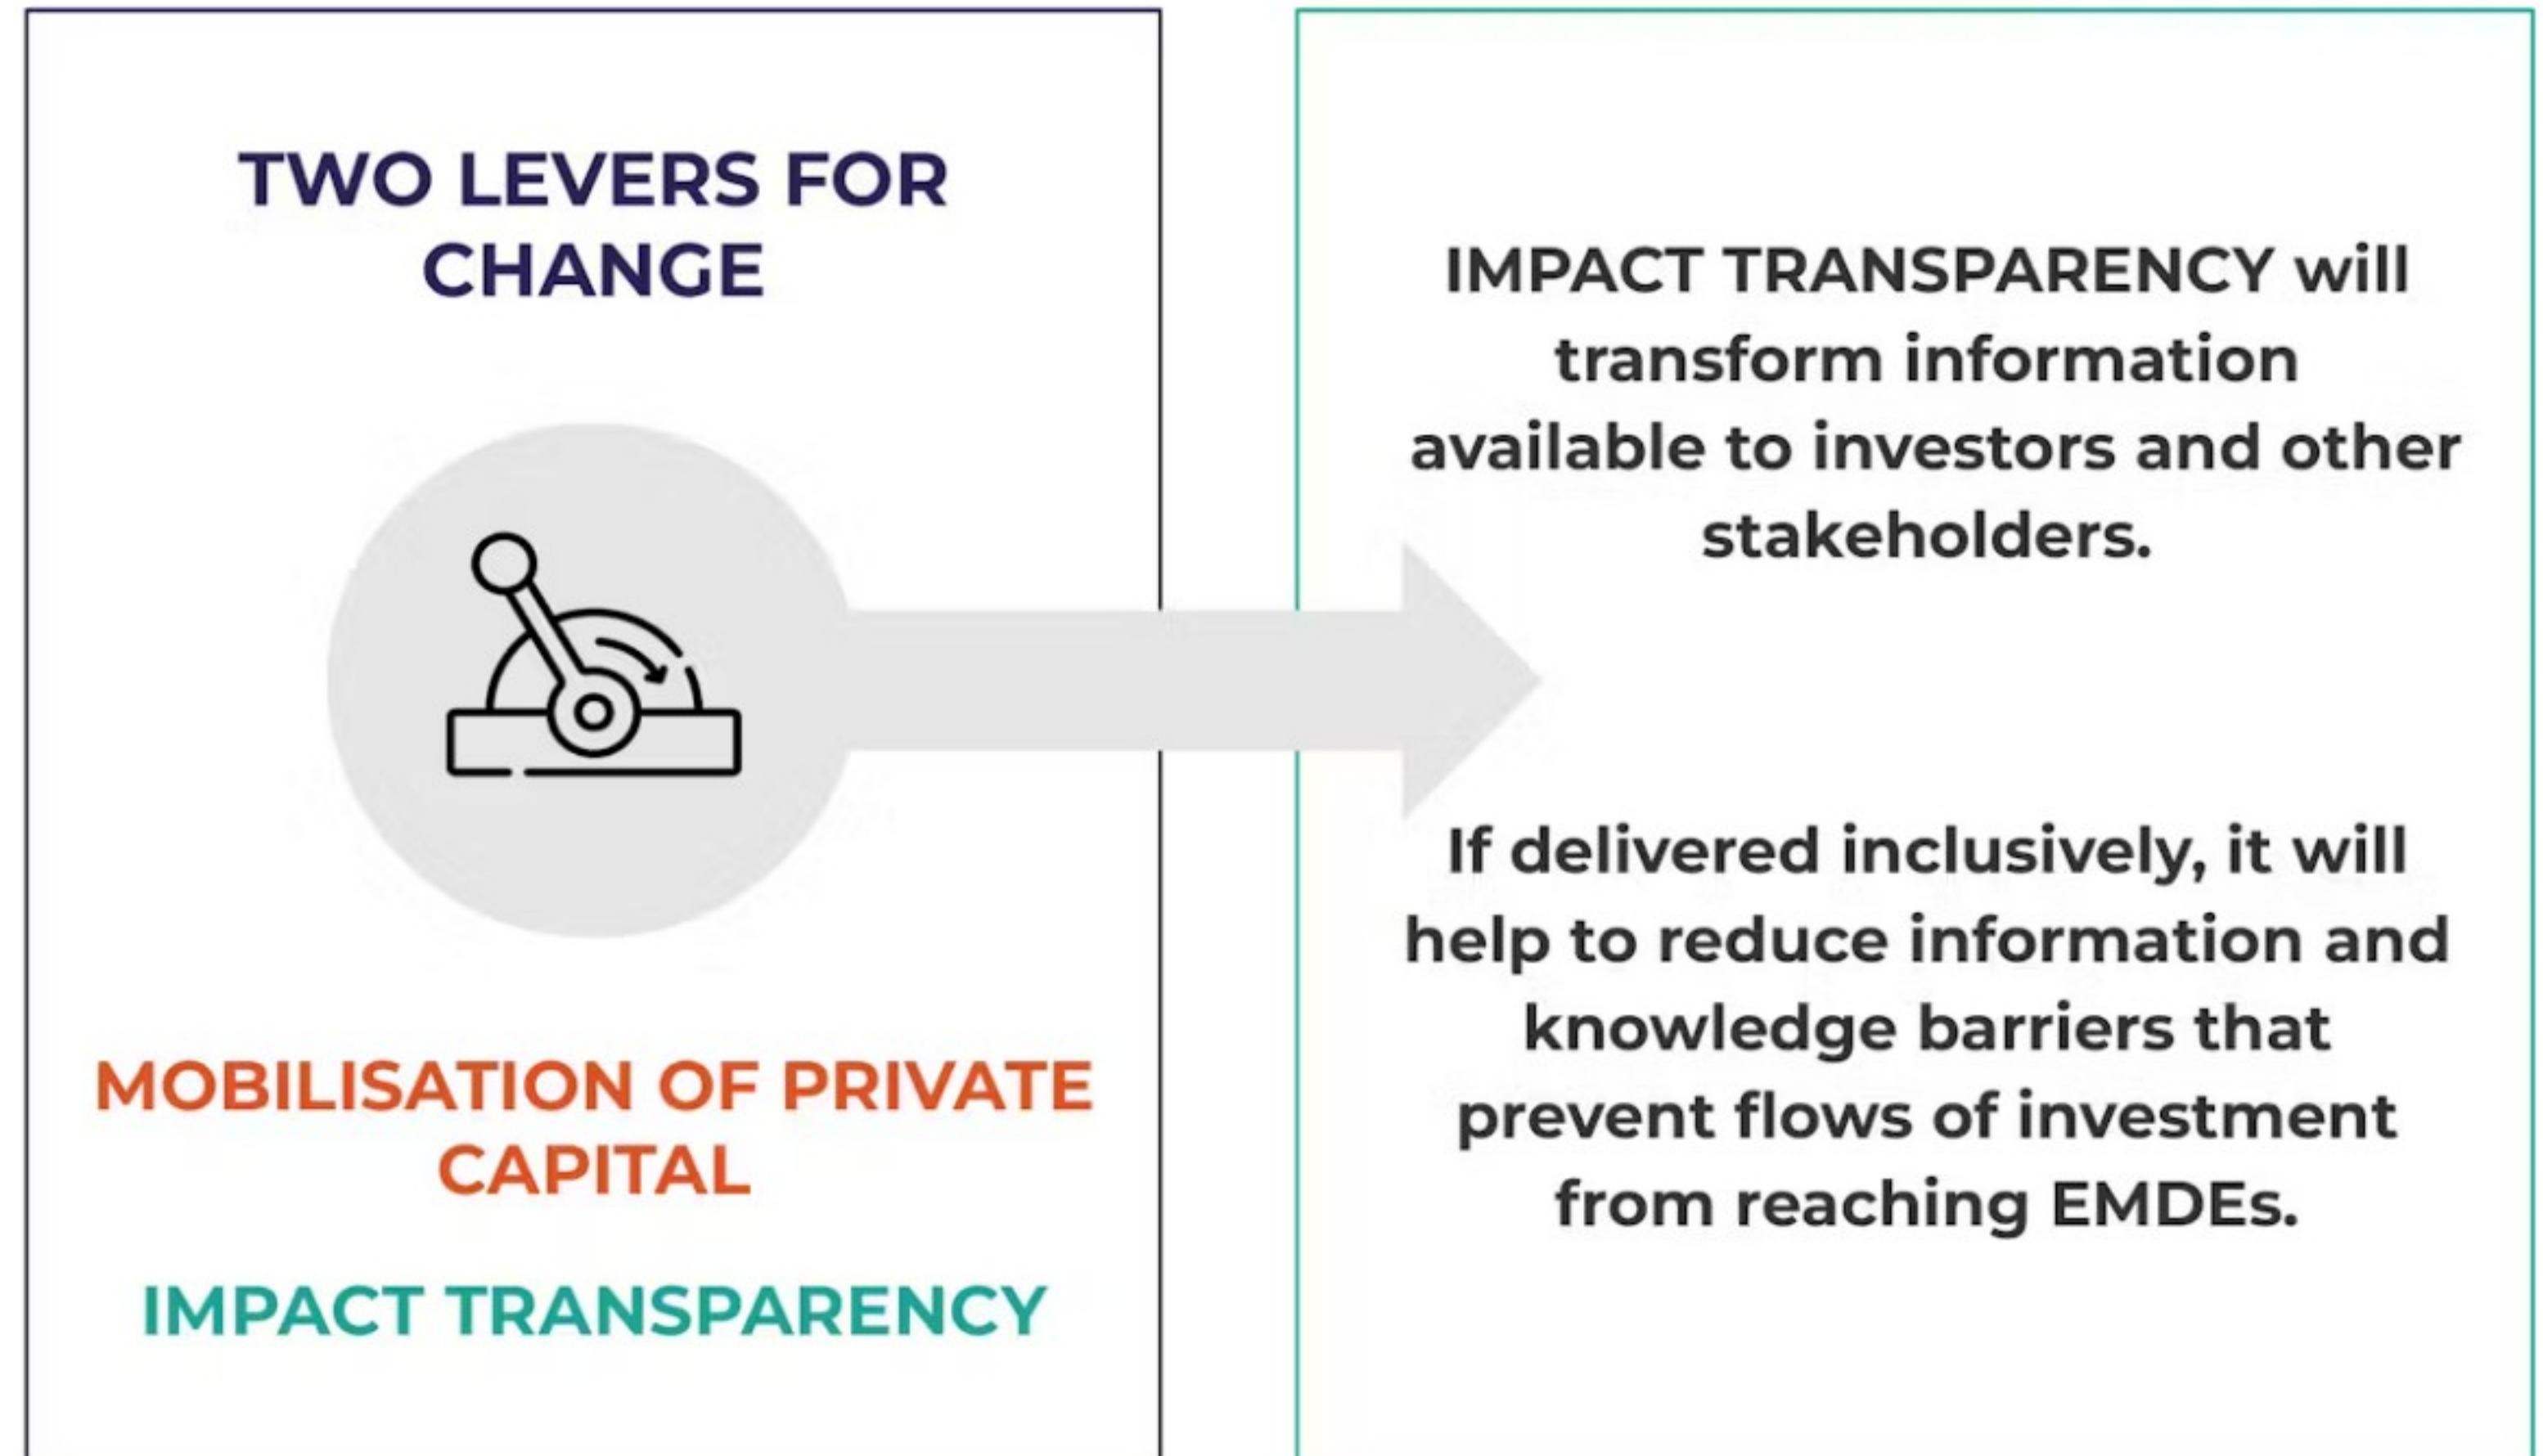 TWO LEVERS FOR
CHANGE
MOBILISATION OF PRIVATE
CAPITAL
IMPACT TRANSPARENCY
IMPACT TRANSPARENCY will
transform information
available to investors and other
stakeholders.
If delivered inclusively, it will
help to reduce information and
knowledge barriers that
prevent flows of investment
from reaching EMDEs.